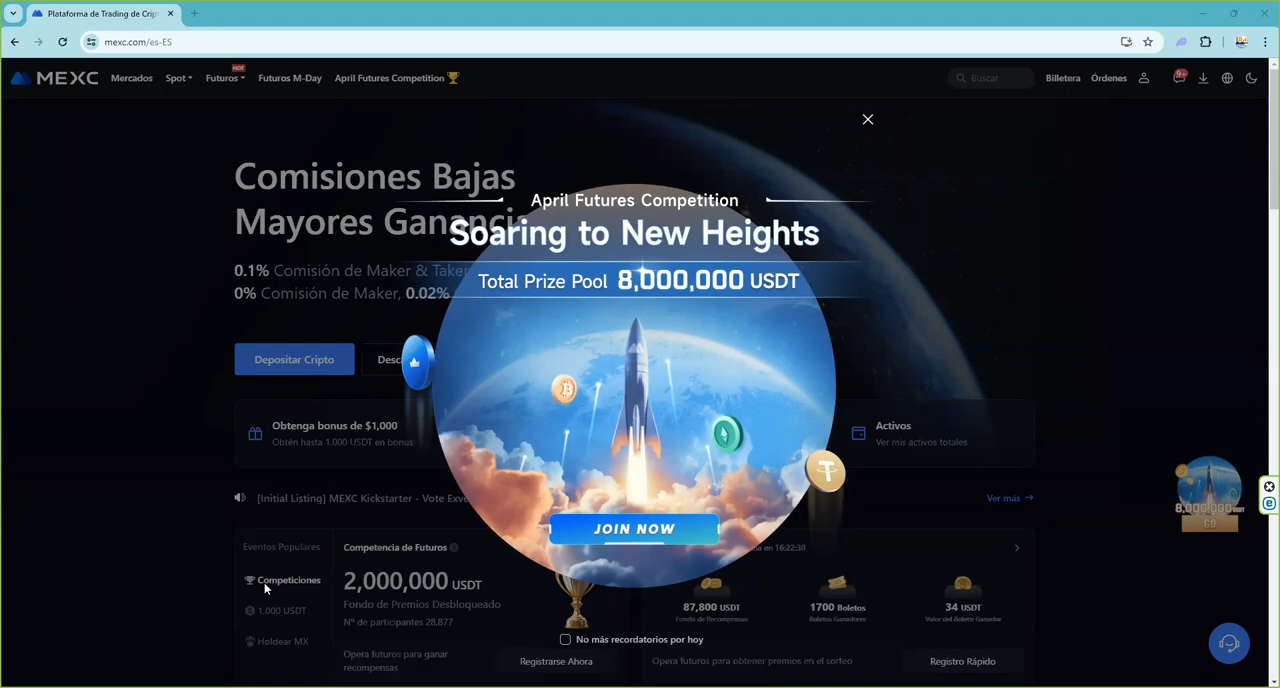 Plataforma de Trading de Crip
mexc.com/es-ES
MEXC
Mercados
Spot
Futuros
HOT
Futuros M-Day
April Futures Competition
Buscar
Billetera
Órdenes
9+
Comisiones Bajas
Mayores Gananci
0.1% Comisión de Maker & Taker
0% Comisión de Maker, 0.02%
Depositar Cripto
Desc
April Futures Competition
Soaring to New Heights
Total Prize Pool 8,000,000 USDT
JOIN NOW
Obtenga bonus de $1,000
Obtén hasta 1.000 USDT en bonus
Activos
Ver mis activos totales
[Initial Listing] MEXC Kickstarter - Vote
Ver más
8,000,000 USDT
GO
Eventos Populares
Competiciones
1,000 USDT
Holdear MX
Competencia de Futuros
2,000,000 USDT
Fondo de Premios Desbloqueado
Nº de participantes 28,877
Opera futuros para ganar
recompensas
Registrarse Ahora
en 16:22:30
87,800 USDT
Fondo de Recompensas
1700 Boletos
Boletos Ganadores
34 USDT
Valor del Boleto Ganador
Opera futuros para obtener premios en el sorteo
Registro Rápido
No más recordatorios por hoy